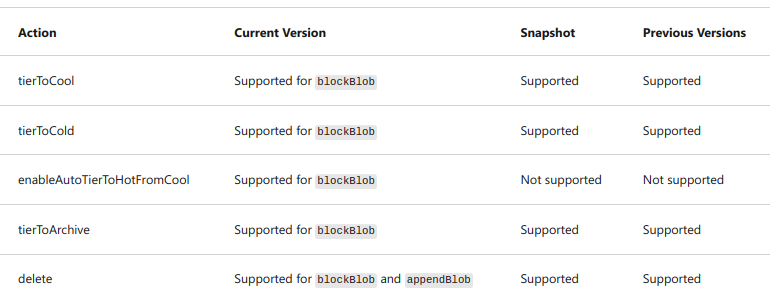 Action Current Version Snapshot Previous Versions
tierToCool Supported for blockBlob Supported Supported
tierToCold Supported for blockBlob Supported Supported
enableAutoTierToHotFromCool Supported for blockBlob Not supported Not supported
tierToArchive Supported for blockBlob Supported Supported
delete Supported for blockBlob and appendBlob Supported Supported